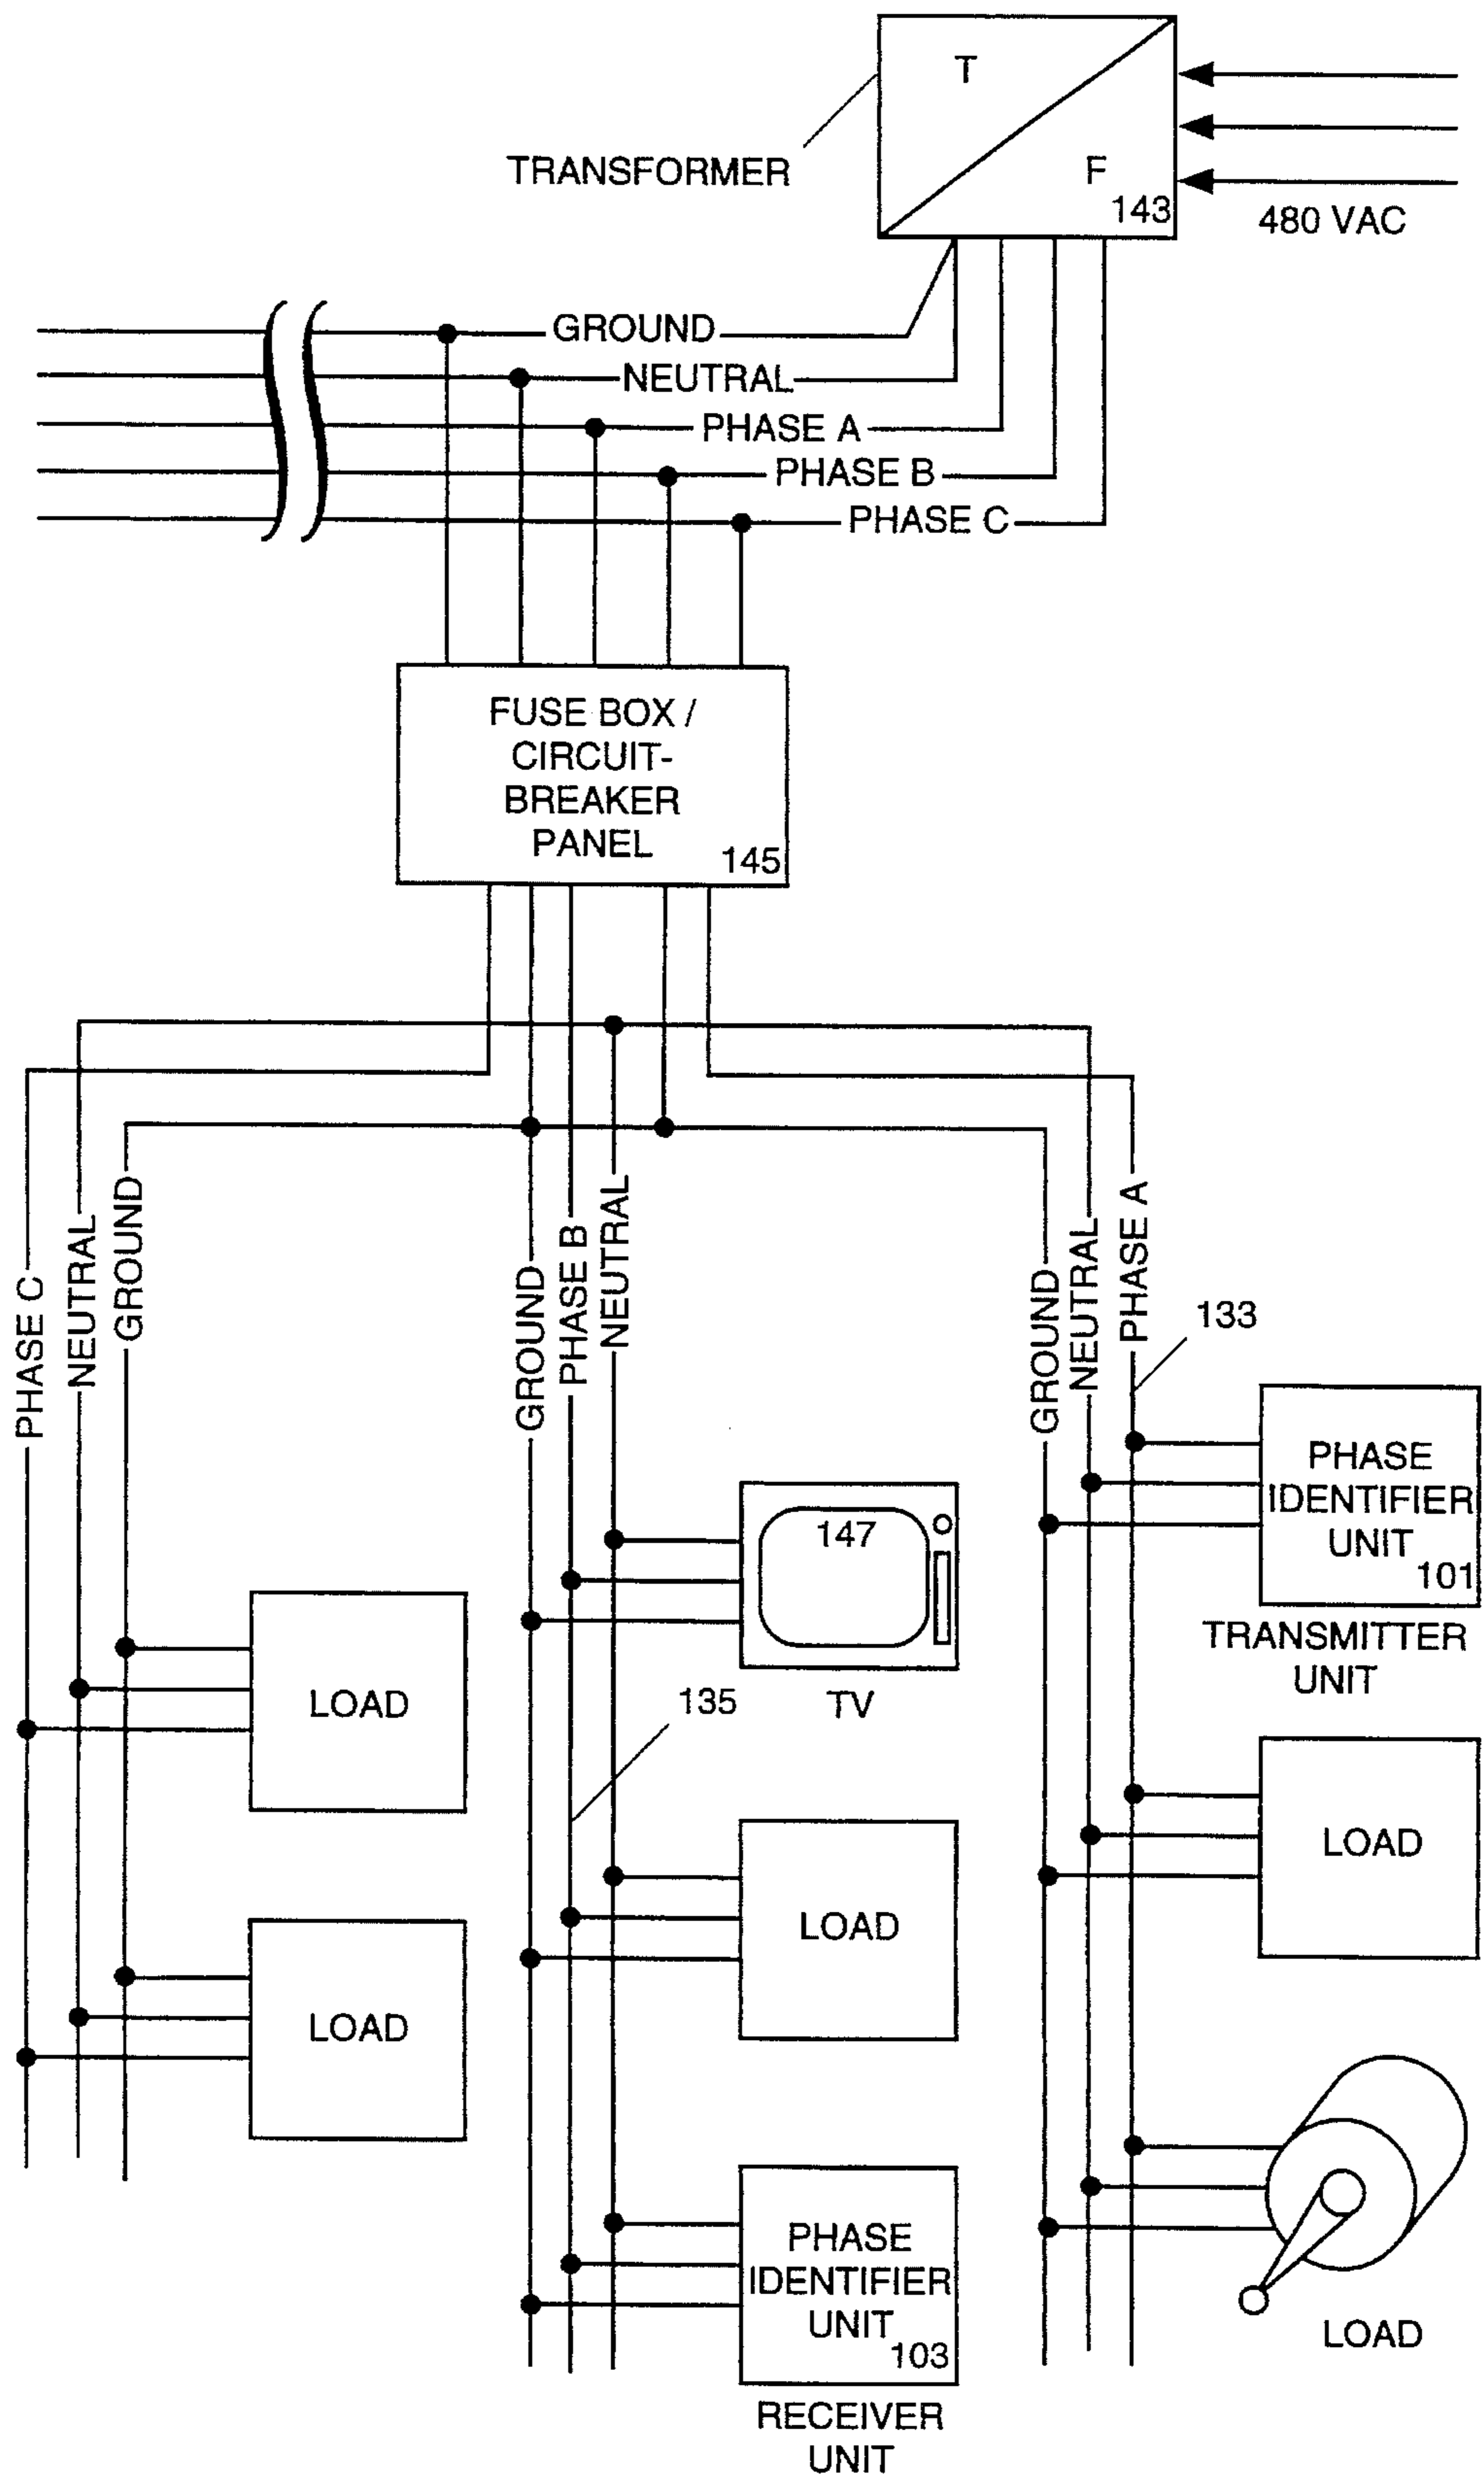 T
TRANSFORMER
F
143
480 VAC
GROUND
NEUTRAL
PHASE A
PHASE B
PHASE C
FUSE BOX /
CIRCUIT-
BREAKER
PANEL
145
PHASE C
NEUTRAL
GROUND
GROUND
PHASE B
NEUTRAL
GROUND
NEUTRAL
PHASE A
133
PHASE
IDENTIFIER
UNIT
101
TRANSMITTER
UNIT
147
TV
135
LOAD
LOAD
LOAD
LOAD
PHASE
IDENTIFIER
UNIT
103
RECEIVER
UNIT
LOAD